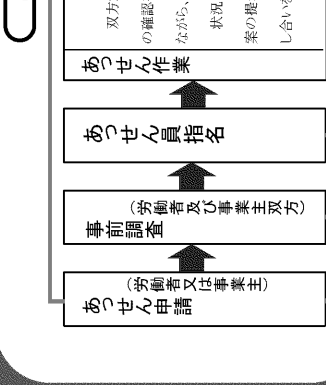 あっせん申請
（労働者又は事業主）
事前調査
（労働者及び事業主双方）
あっせん員指名
あっせん作業
双方
の確認
ながら、
状況
案の提
し合い